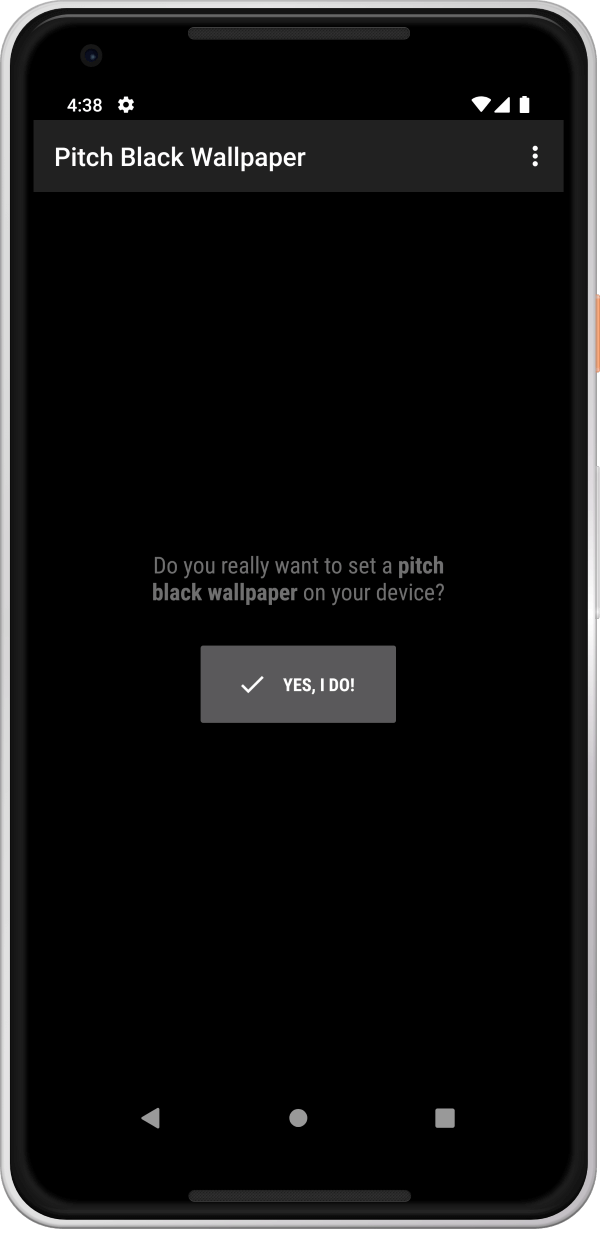 4:38
Pitch Black Wallpaper
Do you really want to set a pitch
black wallpaper on your device?
YES, I DO!